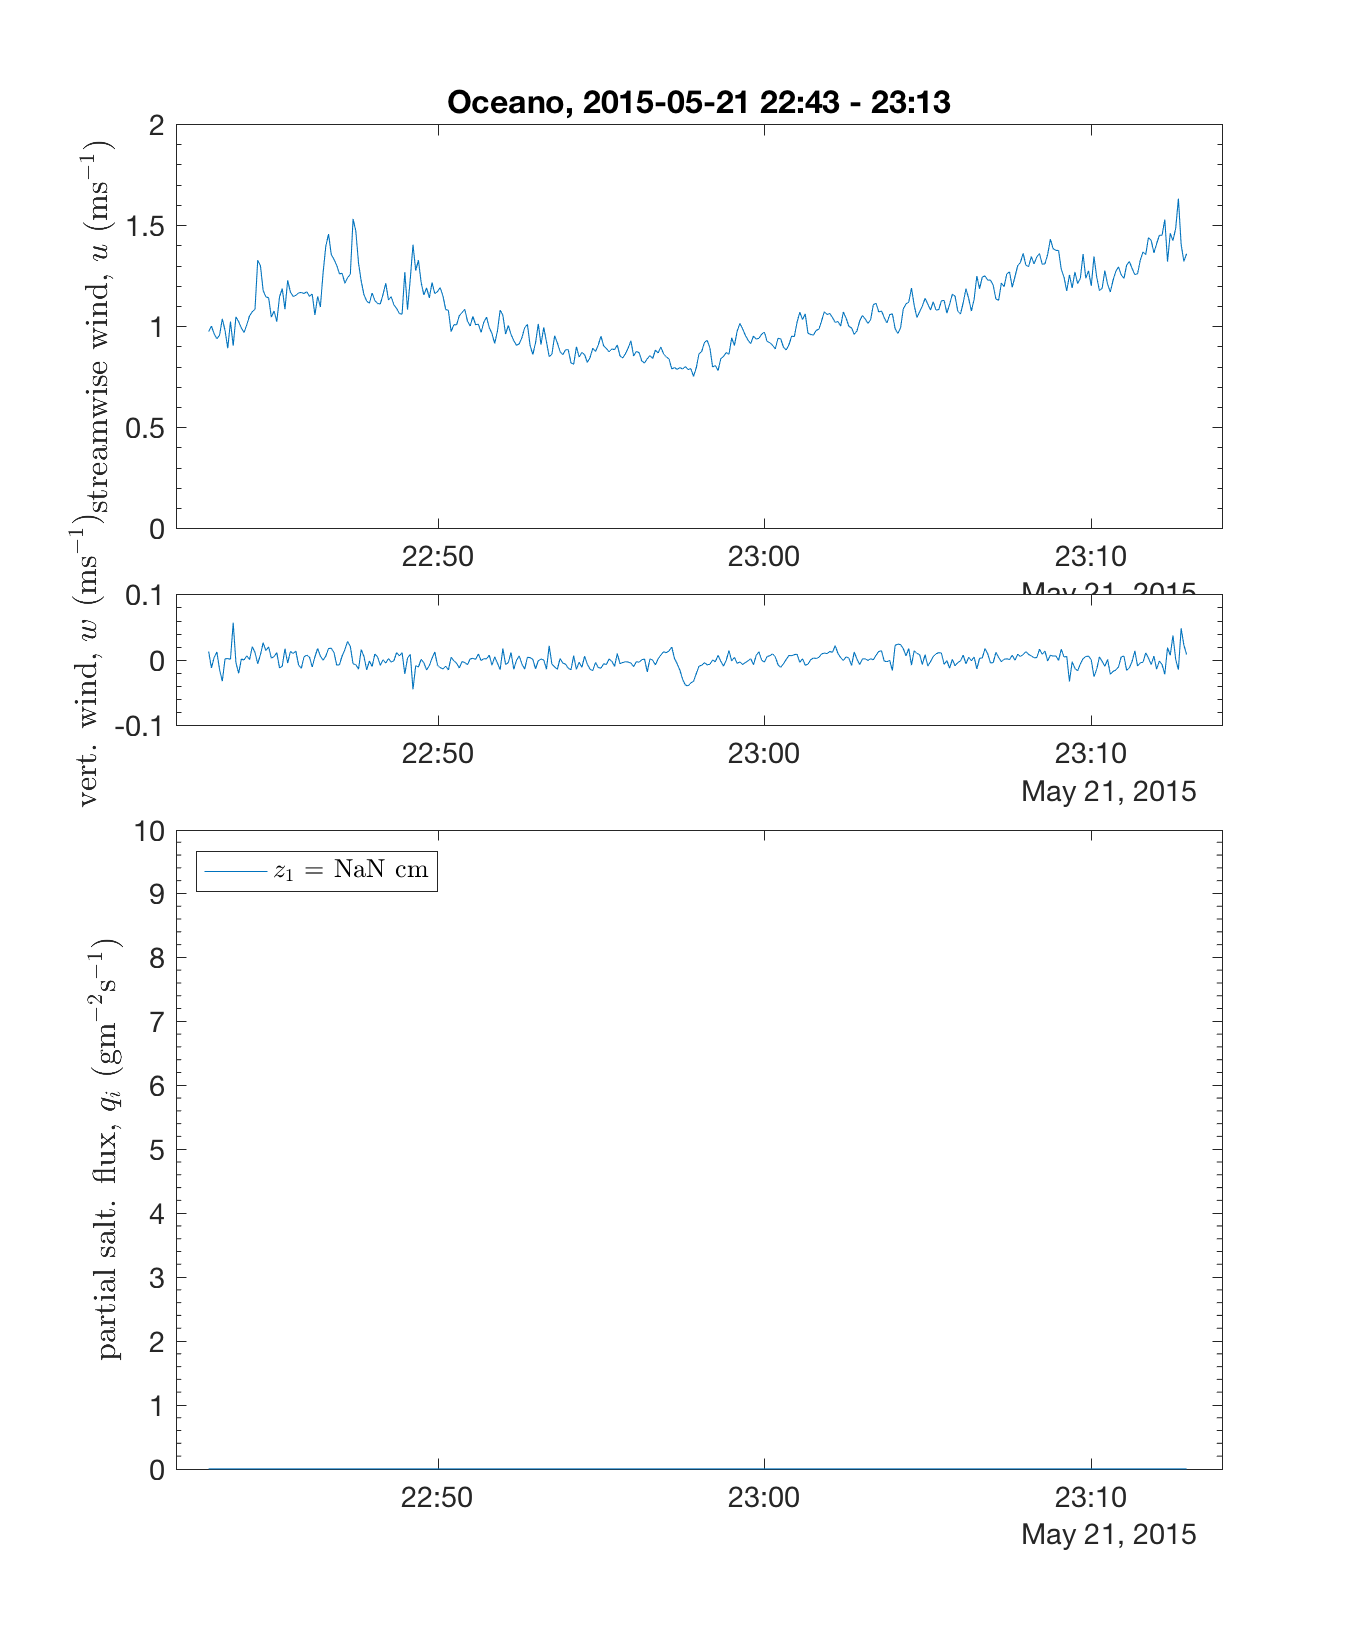 Oceano, 2015-05-21 22:43 - 23:13
streamwise wind, u (ms⁻¹)
2
1.5
1
0.5
0
22:50 23:00 23:10
May 21, 2015
vert. wind, w (ms⁻¹)
0.1
0
-0.1
22:50 23:00 23:10
May 21, 2015
partial salt. flux, qᵢ (gm⁻²s⁻¹)
10
9
8
7
6
5
4
3
2
1
0
z₁ = NaN cm
22:50 23:00 23:10
May 21, 2015